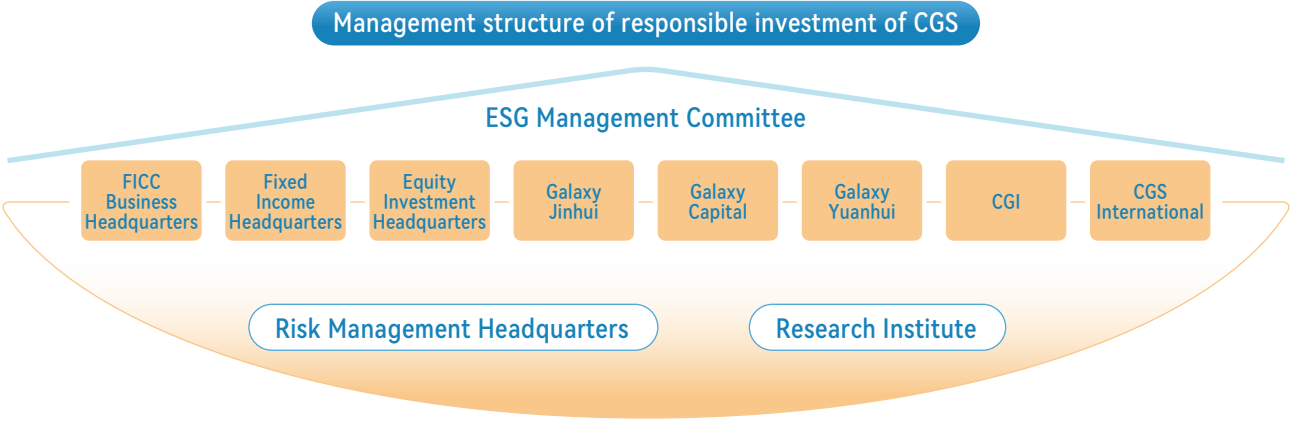 Management structure of responsible investment of CGS
ESG Management Committee
FICC
Business
Headquarters
Fixed
Income
Headquarters
Equity
Investment
Headquarters
Galaxy
Jinhui
Galaxy
Capital
Galaxy
Yuanhui
CGI
CGS
International
Risk Management Headquarters
Research Institute